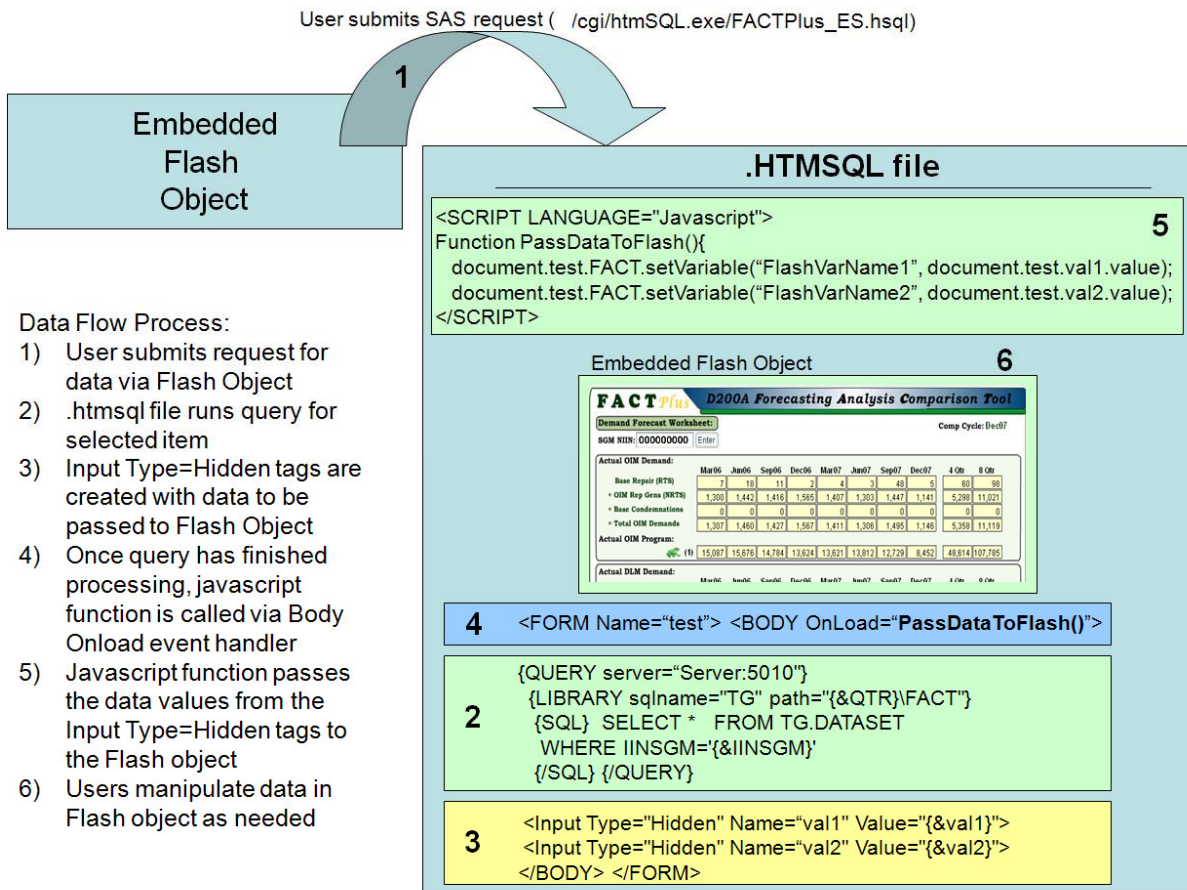 User submits SAS request ( /cgi/htmSQL.exe/FACTPlus_ES.hsql)
1
Embedded
Flash
Object
.HTMSQL file
<SCRIPT LANGUAGE="Javascript">
5
Function PassDataToFlash(){
document.test.FACT.setVariable(“FlashVarName1”, document.test.val1.value);
document.test.FACT.setVariable(“FlashVarName2”, document.test.val2.value);
</SCRIPT>
Data Flow Process:
1) User submits request for
data via Flash Object
2) .htmsql file runs query for
selected item
3) Input Type=Hidden tags are
created with data to be
passed to Flash Object
4) Once query has finished
processing, javascript
function is called via Body
Onload event handler
5) Javascript function passes
the data values from the
Input Type=Hidden tags to
the Flash object
6) Users manipulate data in
Flash object as needed
Embedded Flash Object 6
FACT Plus D200A Forecasting Analysis Comparison Tool
Demand Forecast Worksheet: Comp Cycle: Dec07
SGM NIIN: 000000000 Enter
Actual OIM Demand:
Mar06 Jun06 Sep06 Dec06 Mar07 Jun07 Sep07 Dec07 4 Qtr 8 Qtr
Base Repair (RTS) 7 18 11 2 4 3 48 5 60 98
+ OIM Rep Gens (NRTS) 1,300 1,442 1,416 1,565 1,407 1,303 1,447 1,141 5,298 11,021
+ Base Condemnations 0 0 0 0 0 0 0 0 0 0
= Total OIM Demands 1,307 1,460 1,427 1,567 1,411 1,306 1,495 1,146 5,358 11,119
Actual OIM Program:
(1) 15,087 15,676 14,784 13,624 13,621 13,812 12,729 8,452 48,614 107,785
Actual DLM Demand:
Mar06 Jun06 Sep06 Dec06 Mar07 Jun07 Sep07 Dec07 4 Qtr 8 Qtr
4 <FORM Name=“test”> <BODY OnLoad=“PassDataToFlash()”>
2
{QUERY server=“Server:5010"}
{LIBRARY sqlname="TG" path="{&QTR}\FACT"}
{SQL} SELECT * FROM TG.DATASET
WHERE IINSGM='{&IINSGM}'
{/SQL} {/QUERY}
3
<Input Type="Hidden" Name=“val1" Value="{&val1}">
<Input Type="Hidden" Name=“val2" Value="{&val2}">
</BODY> </FORM>